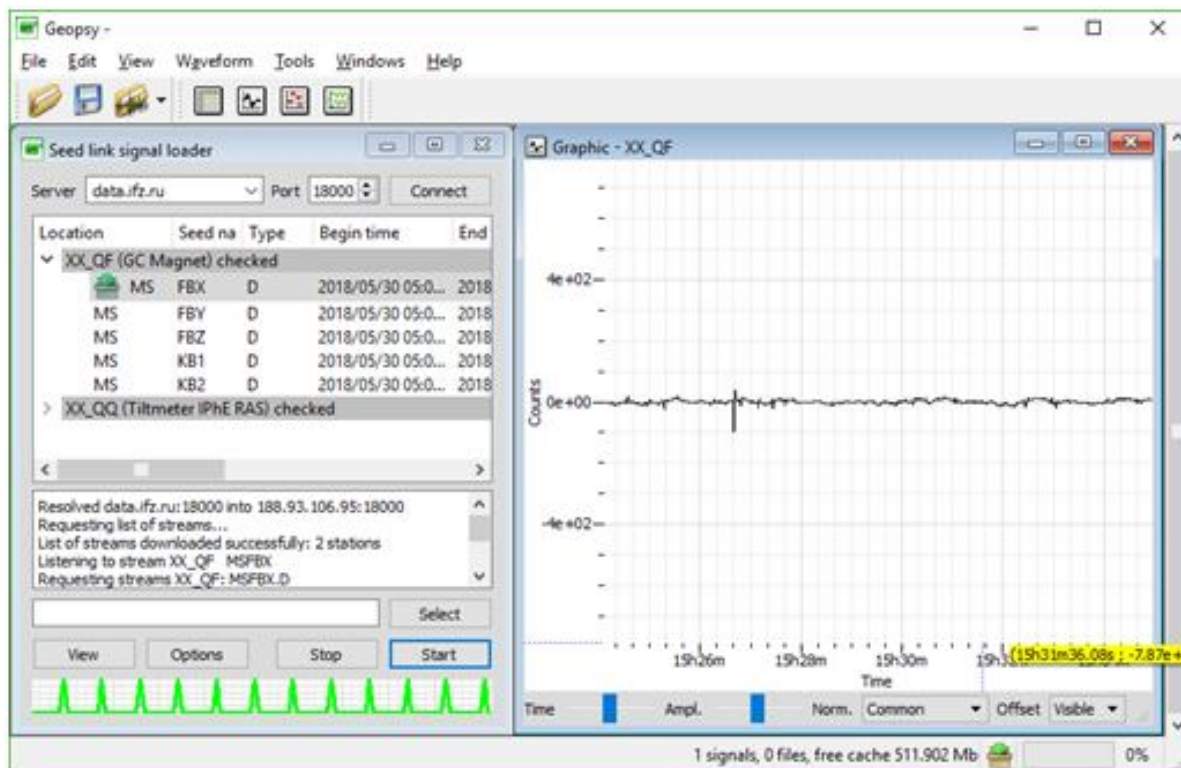 Geopsy -
File Edit View Waveform Tools Windows Help
Seed link signal loader
Server data.ifz.ru Port 18000 Connect
Location Seed na Type Begin time End
XX_QF (GC Magnet) checked
MS FBX D 2018/05/30 05:0... 2018
MS FBY D 2018/05/30 05:0... 2018
MS FBZ D 2018/05/30 05:0... 2018
MS KB1 D 2018/05/30 05:0... 2018
MS KB2 D 2018/05/30 05:0... 2018
XX_QQ (Tiltmeter IPhE RAS) checked
Resolved data.ifz.ru:18000 into 188.93.106.95:18000
Requesting list of streams...
List of streams downloaded successfully: 2 stations
Listening to stream XX_QF MSFBX
Requesting streams XX_QF: MSFBX.D
Select
View Options Stop Start
Graphic - XX_QF
4e+02
0e+00
-4e+02
Counts
19h26m 19h28m 19h30m (19h31m36.08s ; -7.87e+
Time
Time Ampl. Norm. Common Offset Visible
1 signals, 0 files, free cache 511.902 Mb 0%